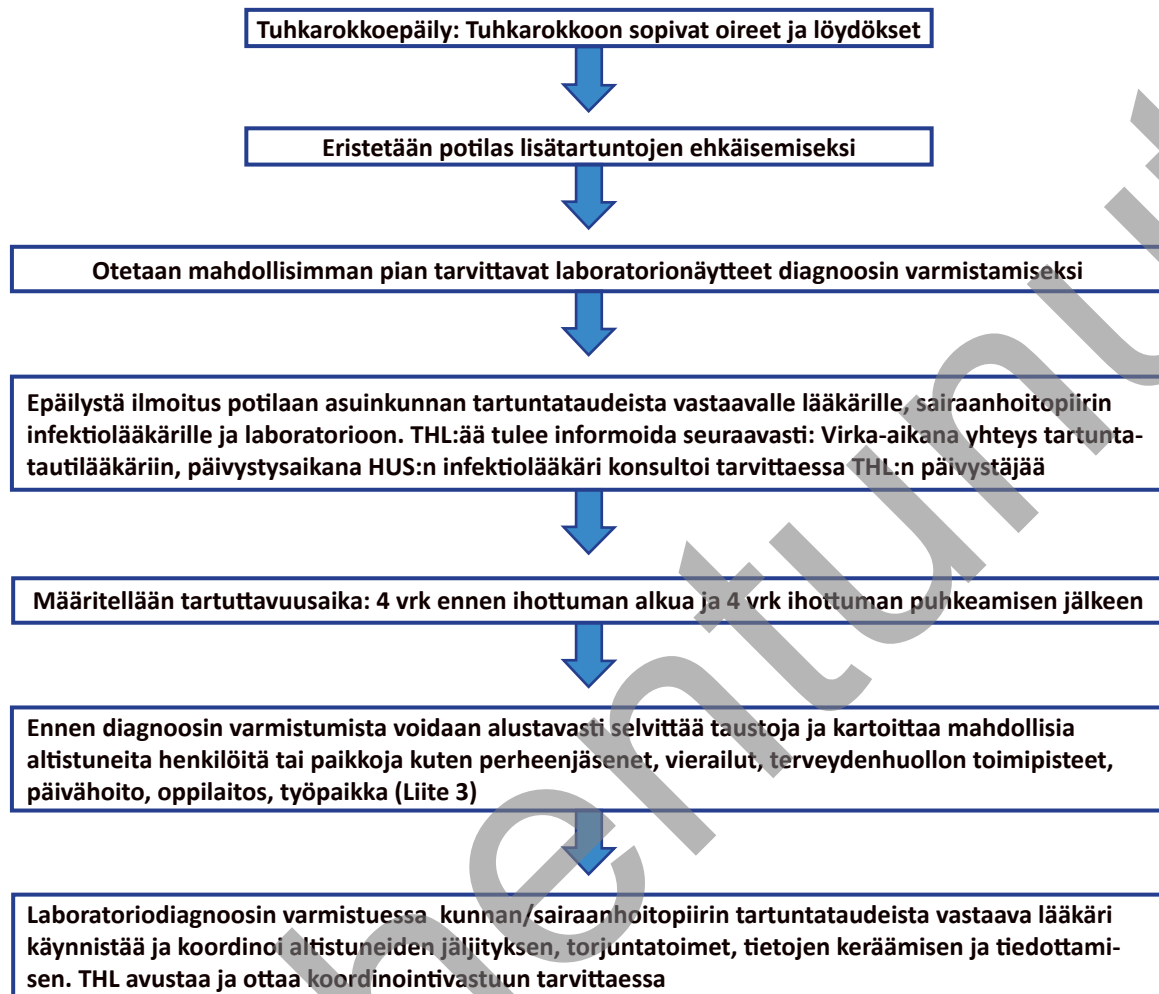 Tuhkarokkoepäily: Tuhkarokkoon sopivat oireet ja löydökset
Eristetään potilas lisätartuntojen ehkäisemiseksi
Otetaan mahdollisimman pian tarvittavat laboratorionäytteet diagnoosin varmistamiseksi
Epäilystä ilmoitus potilaan asuinkunnan tartuntataudeista vastaavalle lääkärille, sairaanhoitopiirin
infektiolääkärille ja laboratorioon. THL:ää tulee informoida seuraavasti: Virka-aikana yhteys tartunta-
tautilääkäriin, päivystysaikana HUS:n infektiolääkäri konsultoi tarvittaessa THL:n päivystäjää
Määritellään tartuttavuusaika: 4 vrk ennen ihottuman alkua ja 4 vrk ihottuman puhkeamisen jälkeen
Ennen diagnoosin varmistumista voidaan alustavasti selvittää taustoja ja kartoittaa mahdollisia
altistuneita henkilöitä tai paikkoja kuten perheenjäsenet, vierailut, terveydenhuollon toimipisteet,
päivähoito, oppilaitos, työpaikka (Liite 3)
Laboratoriodiagnoosin varmistuessa kunnan/sairaanhoitopiirin tartuntataudeista vastaava lääkäri
käynnistää ja koordinoi altistuneiden jäljityksen, torjuntatoimet, tietojen keräämisen ja tiedottami-
sen. THL avustaa ja ottaa koordinointivastuun tarvittaessa
hentunu